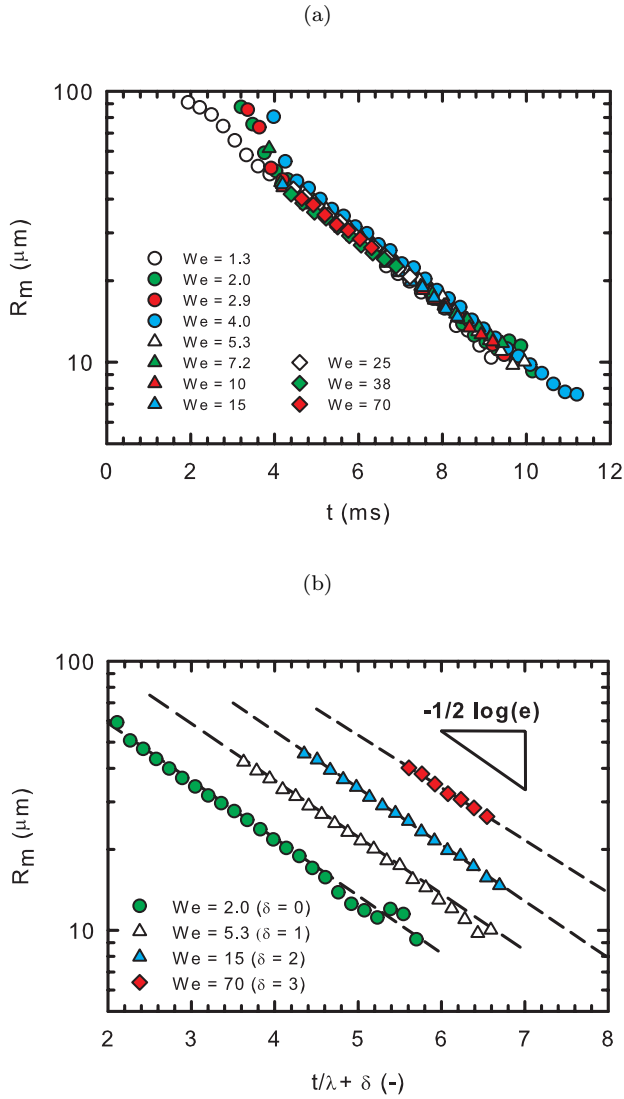 (a)
100
10
R_m (μm)
We = 1.3
We = 2.0
We = 2.9
We = 4.0
We = 5.3
We = 7.2 We = 25
We = 10 We = 38
We = 15 We = 70
0 2 4 6 8 10 12
t (ms)
(b)
100
-1/2 log(e)
R_m (μm)
10
We = 2.0 (δ = 0)
We = 5.3 (δ = 1)
We = 15 (δ = 2)
We = 70 (δ = 3)
2 3 4 5 6 7 8
t/λ + δ (-)